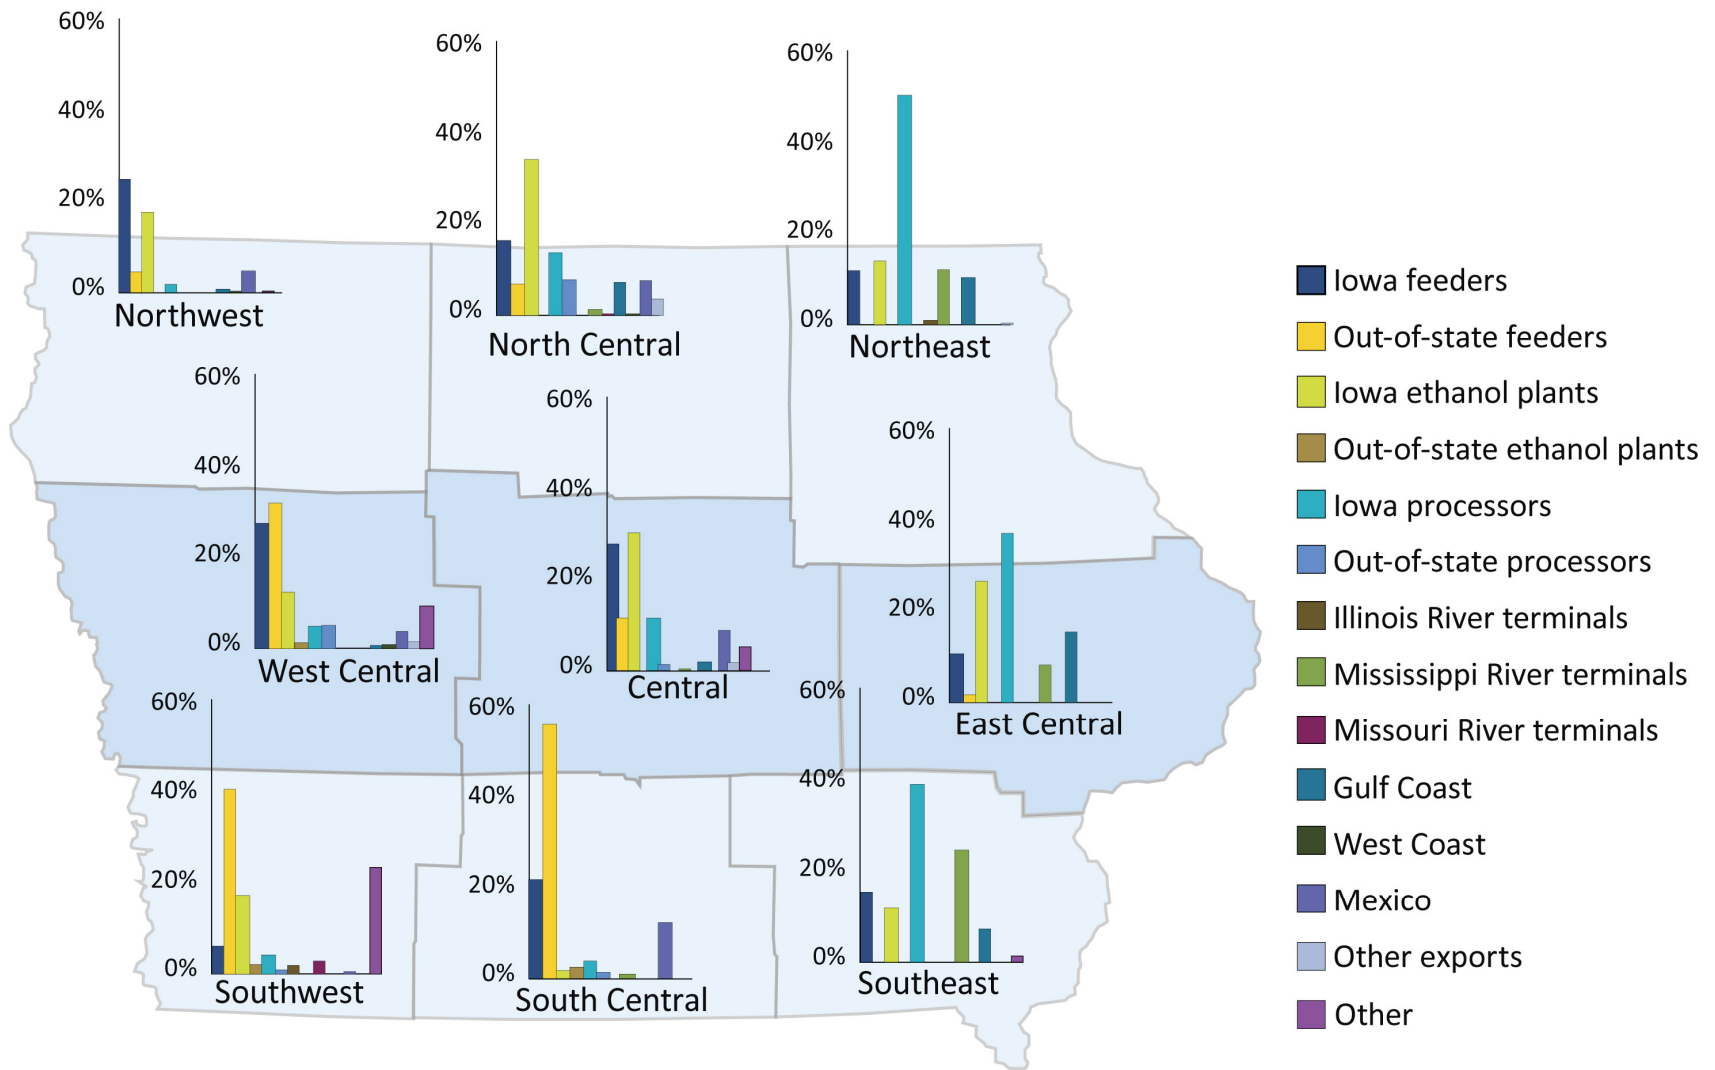 60%
40%
20%
0%
Northwest
60%
40%
20%
0%
North Central
60%
40%
20%
0%
Northeast
60%
40%
20%
0%
West Central
60%
40%
20%
0%
Central
60%
40%
20%
0%
East Central
60%
40%
20%
0%
Southwest
60%
40%
20%
0%
South Central
60%
40%
20%
0%
Southeast
Iowa feeders
Out-of-state feeders
Iowa ethanol plants
Out-of-state ethanol plants
Iowa processors
Out-of-state processors
Illinois River terminals
Mississippi River terminals
Missouri River terminals
Gulf Coast
West Coast
Mexico
Other exports
Other